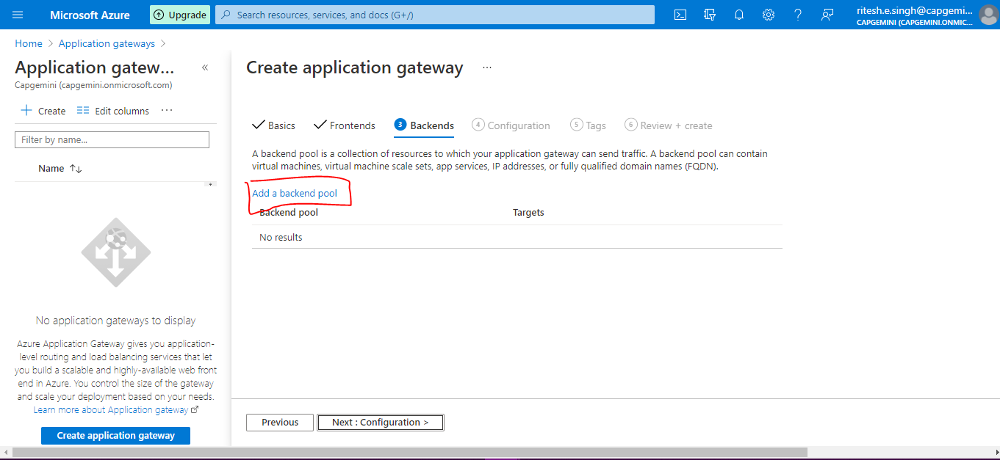 Microsoft Azure
Upgrade
Search resources, services, and docs (G+/)
ritesh.e.singh@capgemi...
CAPGEMINI (CAPGEMINI.ONMIC...
Home > Application gateways >
Application gatew...
Capgemini (capgemini.onmicrosoft.com)
Create Edit columns ...
Filter by name...
Name
No application gateways to display
Azure Application Gateway gives you application-
level routing and load balancing services that let
you build a scalable and highly-available web front
end in Azure. You control the size of the gateway
and scale your deployment based on your needs.
Learn more about Application gateway
Create application gateway
Create application gateway ...
Basics Frontends 3 Backends 4 Configuration 5 Tags 6 Review + create
A backend pool is a collection of resources to which your application gateway can send traffic. A backend pool can contain
virtual machines, virtual machine scale sets, app services, IP addresses, or fully qualified domain names (FQDN).
Add a backend pool
Backend pool Targets
No results
Previous Next : Configuration >